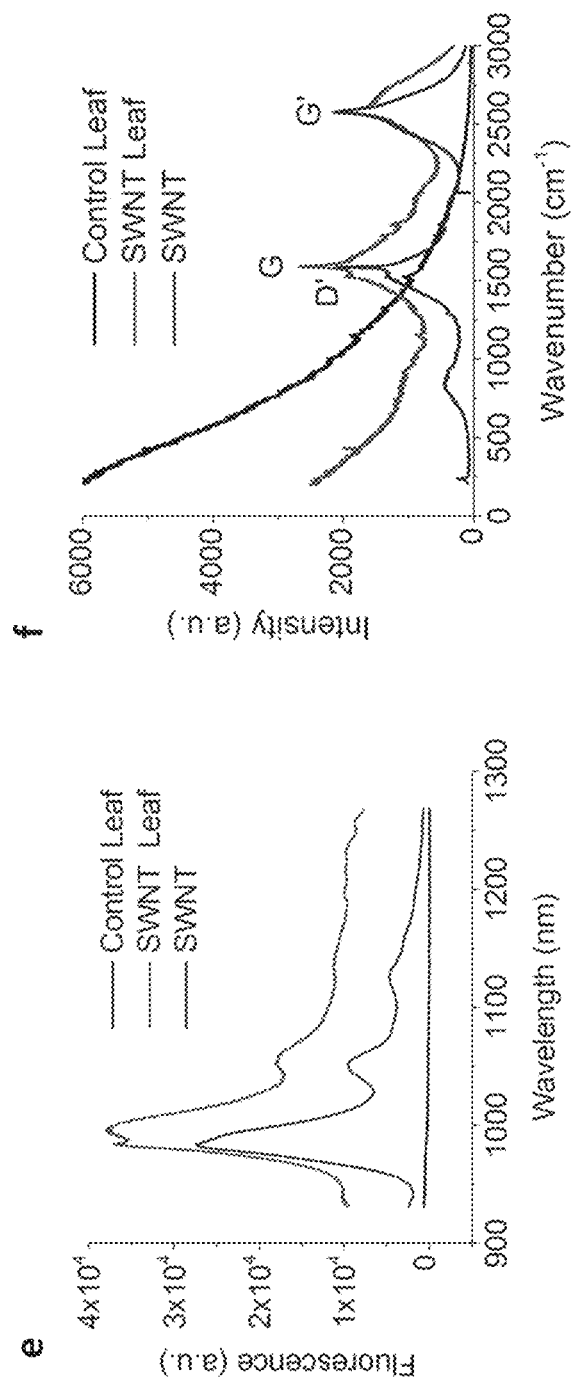 e
Fluorescence (a.u.)
4x10⁴
3x10⁴
2x10⁴
1x10⁴
0
900
1000
1100
1200
1300
Wavelength (nm)
Control Leaf
SWNT Leaf
SWNT
f
Intensity (a.u.)
6000
4000
2000
0
0
500
1000
1500
2000
2500
3000
Wavenumber (cm⁻¹)
Control Leaf
SWNT Leaf
SWNT
D'
G
G'